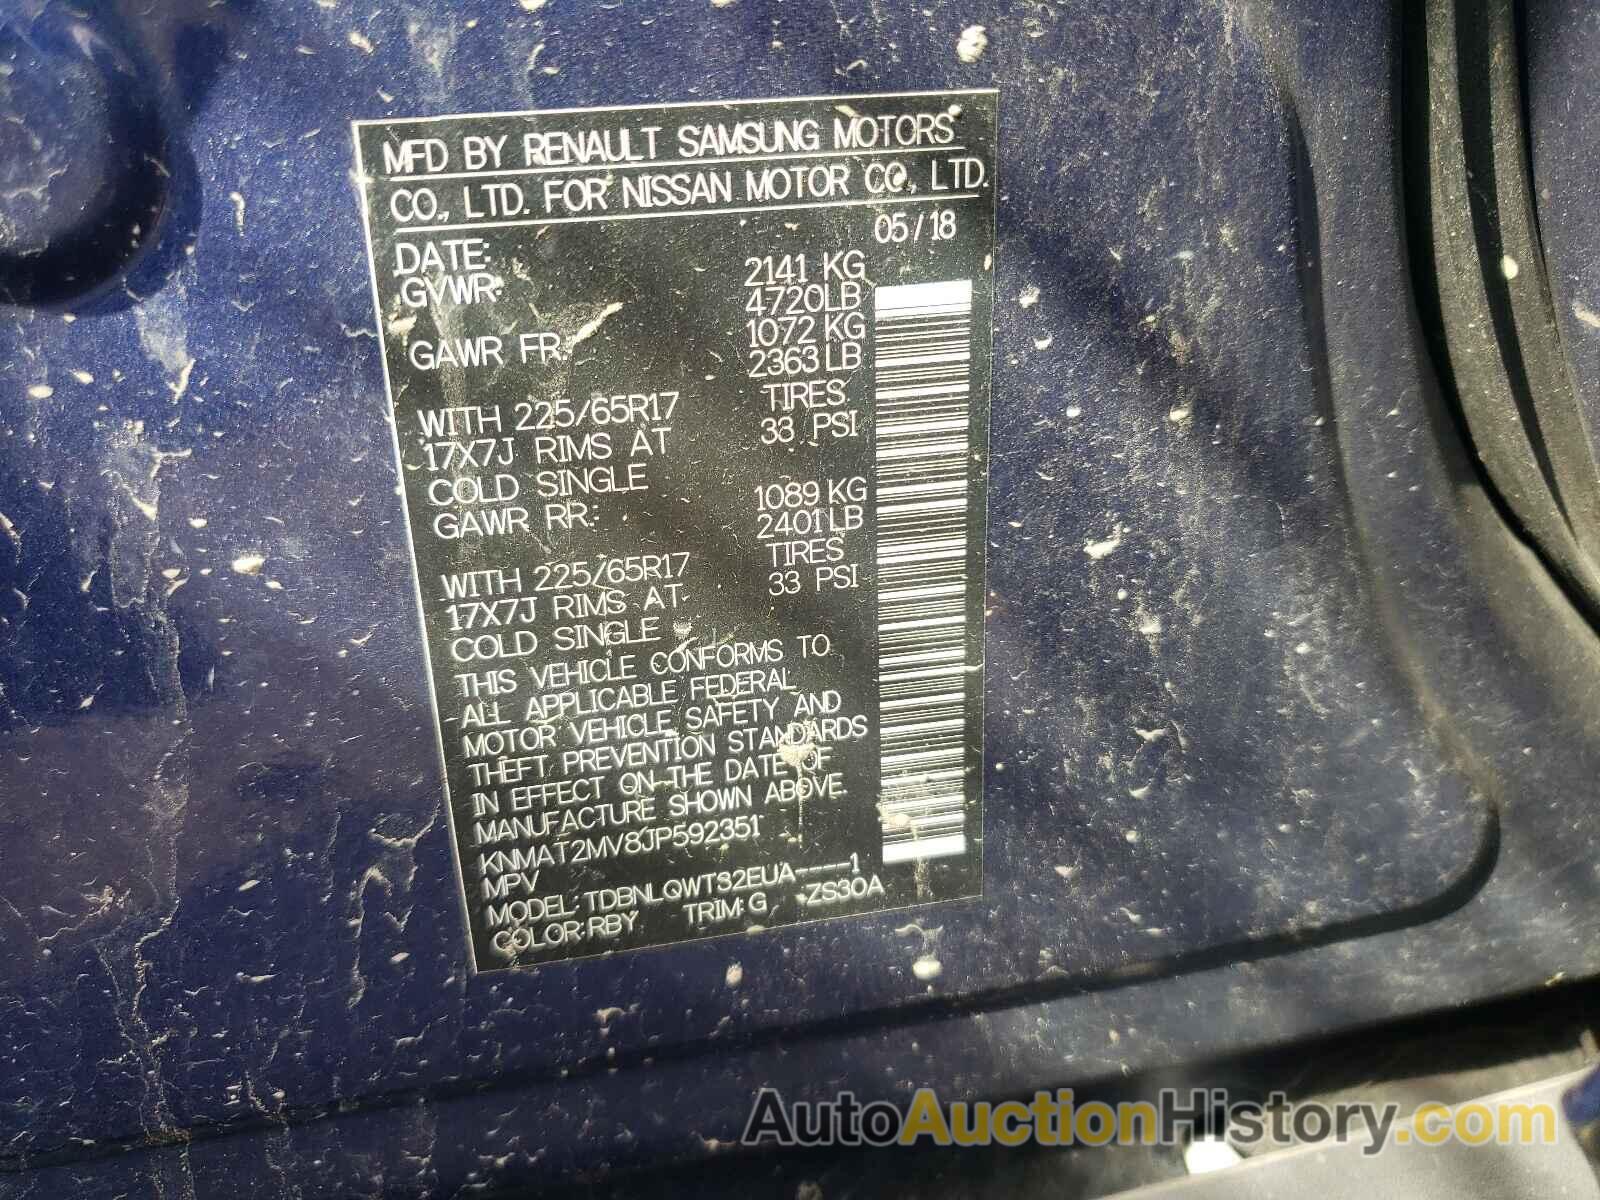 MFD BY RENAULT SAMSUNG MOTORS
CO., LTD. FOR NISSAN MOTOR CO., LTD.
DATE: 05/18
GVWR: 2141 KG
4720LB
GAWR FR: 1072 KG
2363 LB
WITH 225/65R17 TIRES
17X7J RIMS AT 33 PSI
COLD SINGLE
GAWR RR: 1089 KG
2401 LB
WITH 225/65R17 TIRES
17X7J RIMS AT 33 PSI
COLD SINGLE
THIS VEHICLE CONFORMS TO
ALL APPLICABLE FEDERAL
MOTOR VEHICLE SAFETY AND
THEFT PREVENTION STANDARDS
IN EFFECT ON THE DATE OF
MANUFACTURE SHOWN ABOVE.
KNMAT2MV8JP592351
MPV
MODEL: TDBNLQWTS2EUA----1
COLOR:RBY TRIM:G ZS30A
AutoAuctionHistory.com